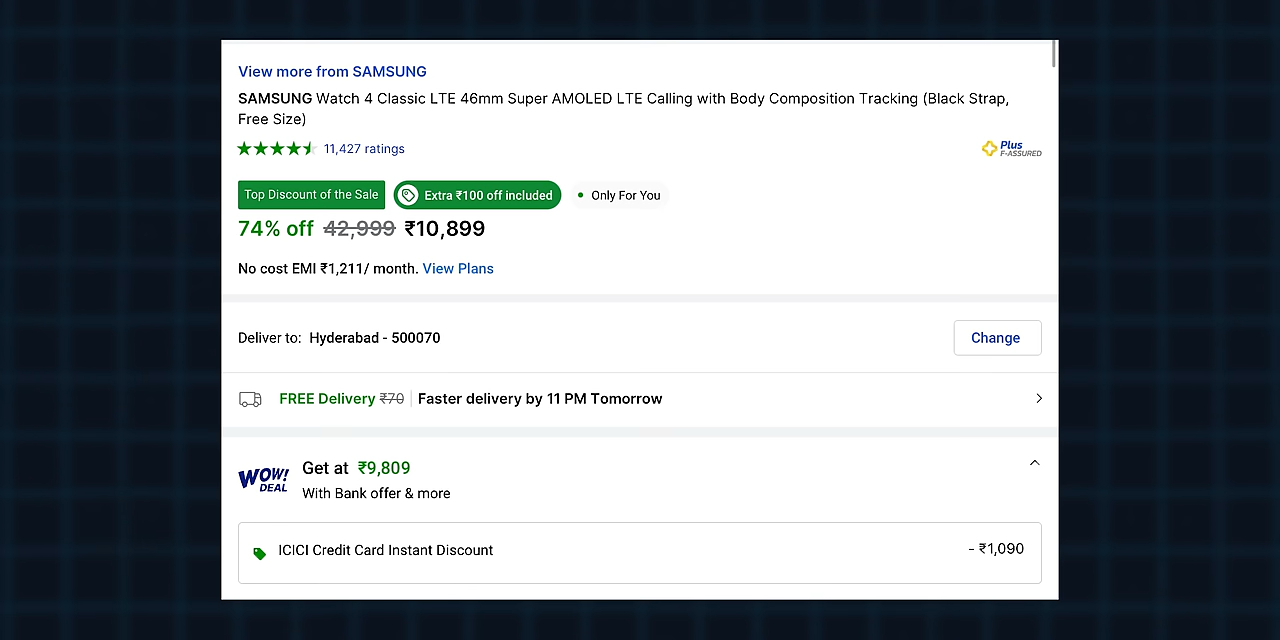 View more from SAMSUNG
SAMSUNG Watch 4 Classic LTE 46mm Super AMOLED LTE Calling with Body Composition Tracking (Black Strap,
Free Size)
11,427 ratings
Plus
F-ASSURED
Top Discount of the Sale
Extra ₹100 off included
• Only For You
74% off 42,999 ₹10,899
No cost EMI ₹1,211/ month. View Plans
Deliver to: Hyderabad - 500070
Change
FREE Delivery ₹70 | Faster delivery by 11 PM Tomorrow
WOW!
DEAL
Get at ₹9,809
With Bank offer & more
ICICI Credit Card Instant Discount
- ₹1,090